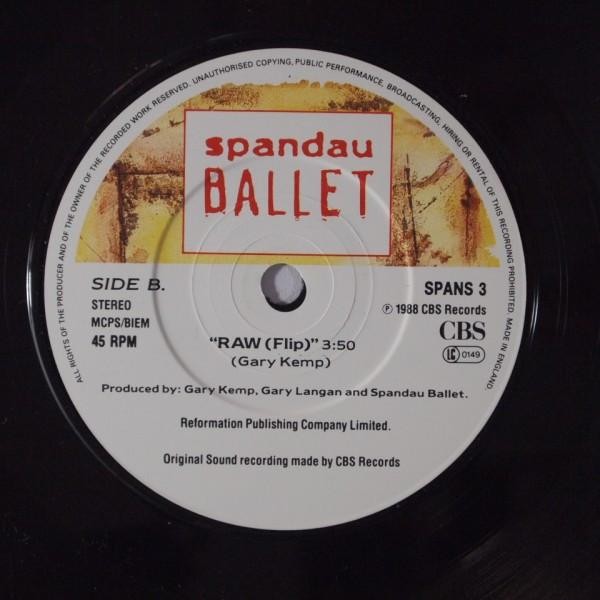 ALL RIGHTS OF THE PRODUCER AND OF THE OWNER OF THE RECORDED WORK RESERVED. UNAUTHORISED COPYING, PUBLIC PERFORMANCE, BROADCASTING, HIRING OR RENTAL OF THIS RECORDING PROHIBITED. MADE IN ENGLAND.
spandau
BALLET
SIDE B.
STEREO
MCPS/BIEM
45 RPM
SPANS 3
℗ 1988 CBS Records
CBS
LC 0149
"RAW (Flip)" 3:50
(Gary Kemp)
Produced by: Gary Kemp, Gary Langan and Spandau Ballet.
Reformation Publishing Company Limited.
Original Sound recording made by CBS Records